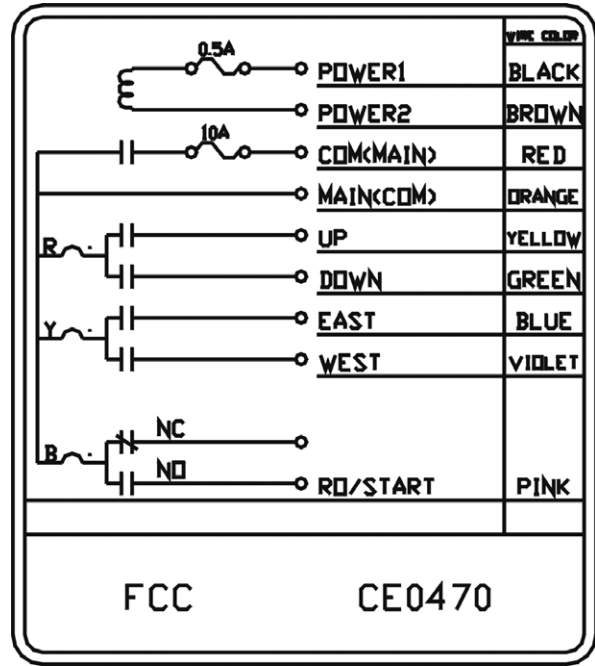 WIRE COLOR
0.5A
POWER1 BLACK
POWER2 BROWN
10A
COM(MAIN) RED
MAIN(COM) ORANGE
UP YELLOW
R
DOWN GREEN
EAST BLUE
Y
WEST VIOLET
NC
B
NO
RO/START PINK
FCC CE0470